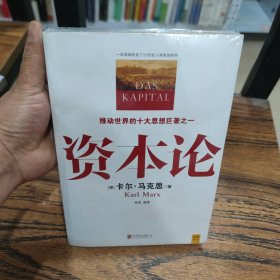 DAS
KAPITAL
推动世界的十大思想巨著之一
资本论
[德] 卡尔·马克思 著
Karl Marx